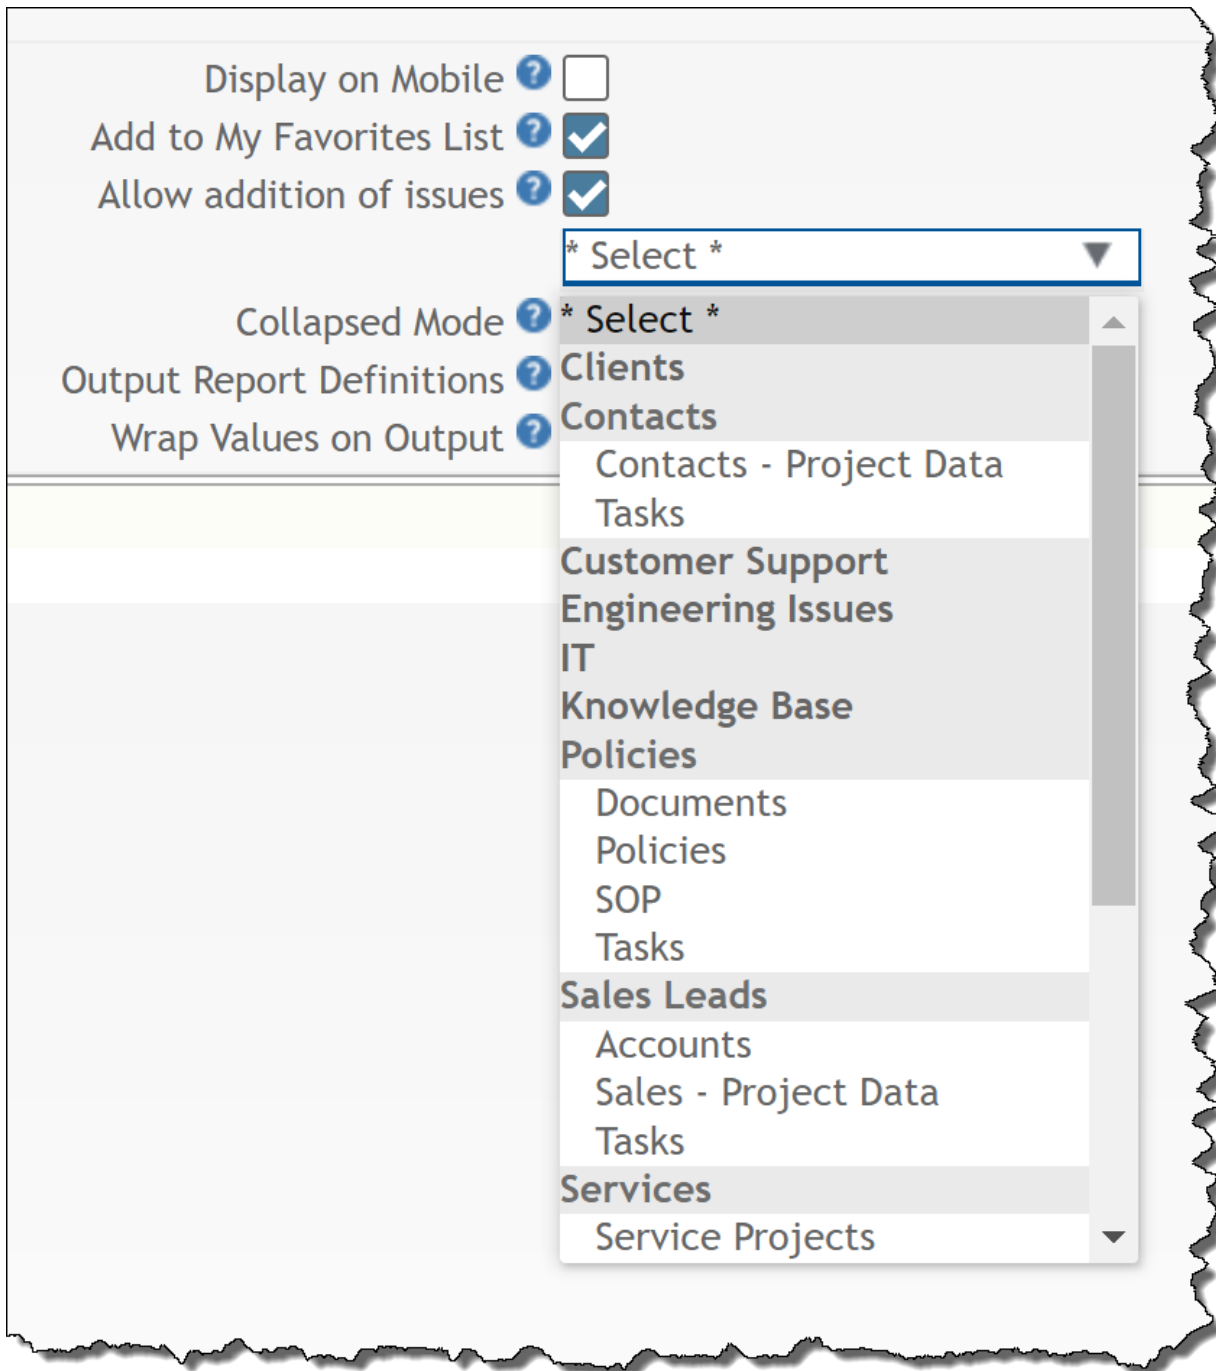 Display on Mobile ?
Add to My Favorites List ?
Allow addition of issues ?
* Select *
Collapsed Mode ?
Output Report Definitions ?
Wrap Values on Output ?
* Select *
Clients
Contacts
Contacts - Project Data
Tasks
Customer Support
Engineering Issues
IT
Knowledge Base
Policies
Documents
Policies
SOP
Tasks
Sales Leads
Accounts
Sales - Project Data
Tasks
Services
Service Projects